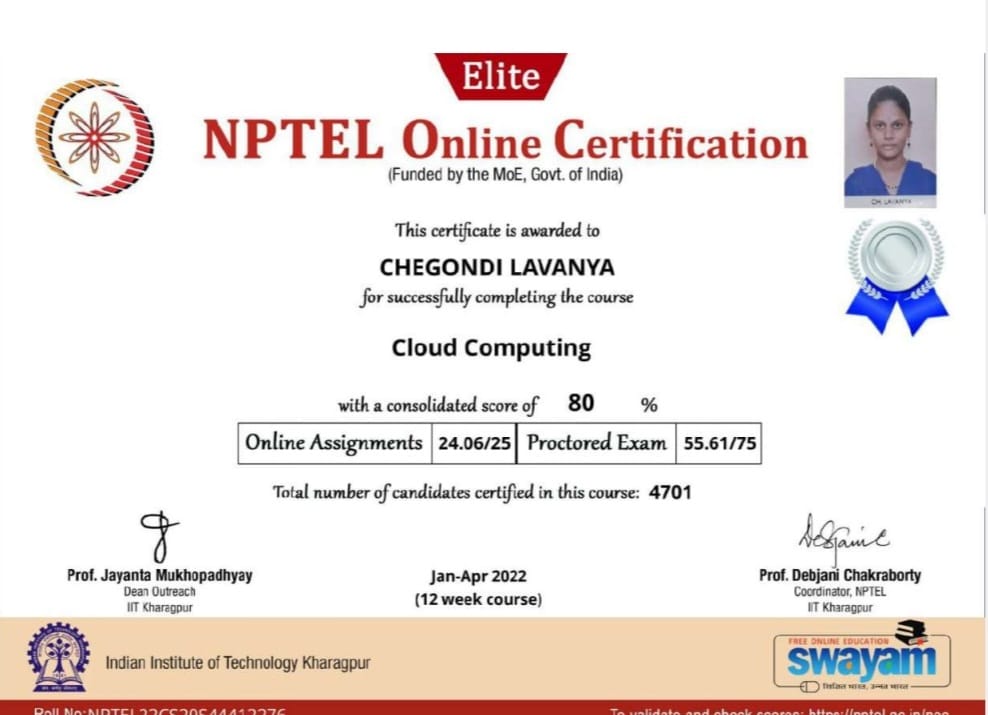 Elite
NPTEL Online Certification
(Funded by the MoE, Govt. of India)
CH. LAVANYA
This certificate is awarded to
CHEGONDI LAVANYA
for successfully completing the course
Cloud Computing
with a consolidated score of 80 %
Online Assignments 24.06/25 Proctored Exam 55.61/75
Total number of candidates certified in this course: 4701
Prof. Jayanta Mukhopadhyay
Dean Outreach
IIT Kharagpur
Jan-Apr 2022
(12 week course)
Prof. Debjani Chakraborty
Coordinator, NPTEL
IIT Kharagpur
Indian Institute of Technology Kharagpur
FREE ONLINE EDUCATION
swayam
शिक्षित भारत, उन्नत भारत
Roll No:NPTEL22CS20S44412276
To validate and check scores: https://nptel.ac.in/noc